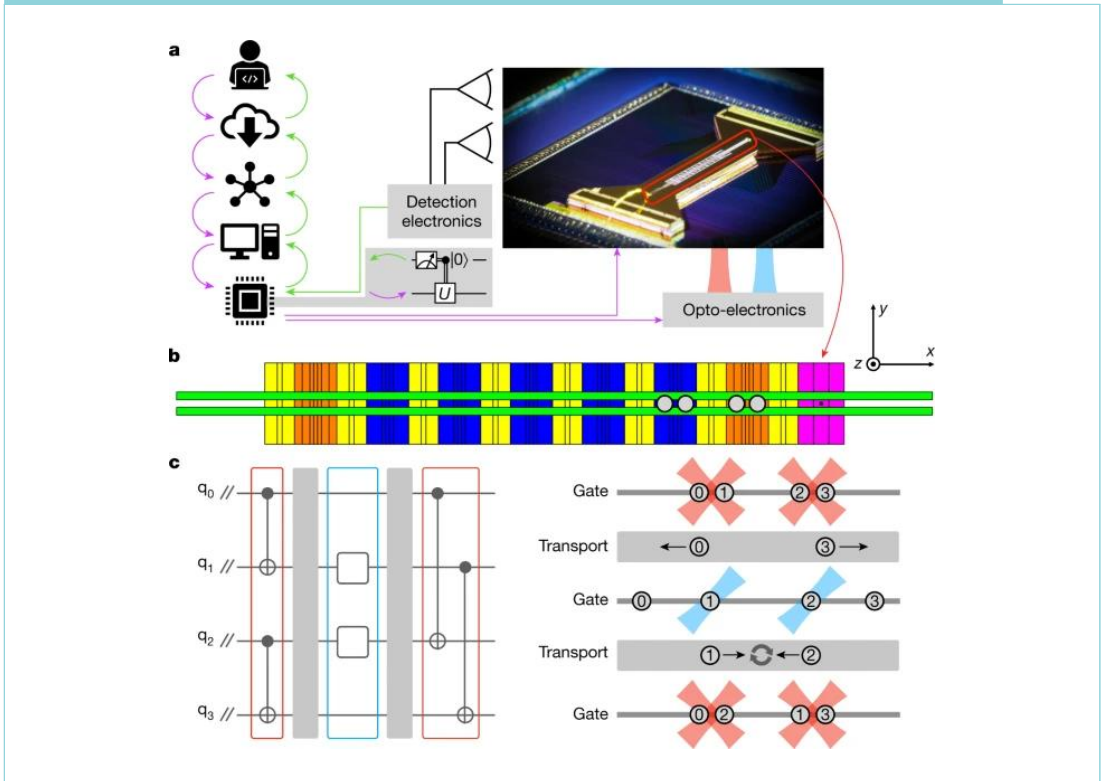 a
</>
Detection
electronics
|0⟩
U
Opto-electronics
y
x
z
b
c
q0 //
q1 //
q2 //
q3 //
Gate 0 1 2 3
Transport 0 3
Gate 0 1 2 3
Transport 1 2
Gate 0 2 1 3